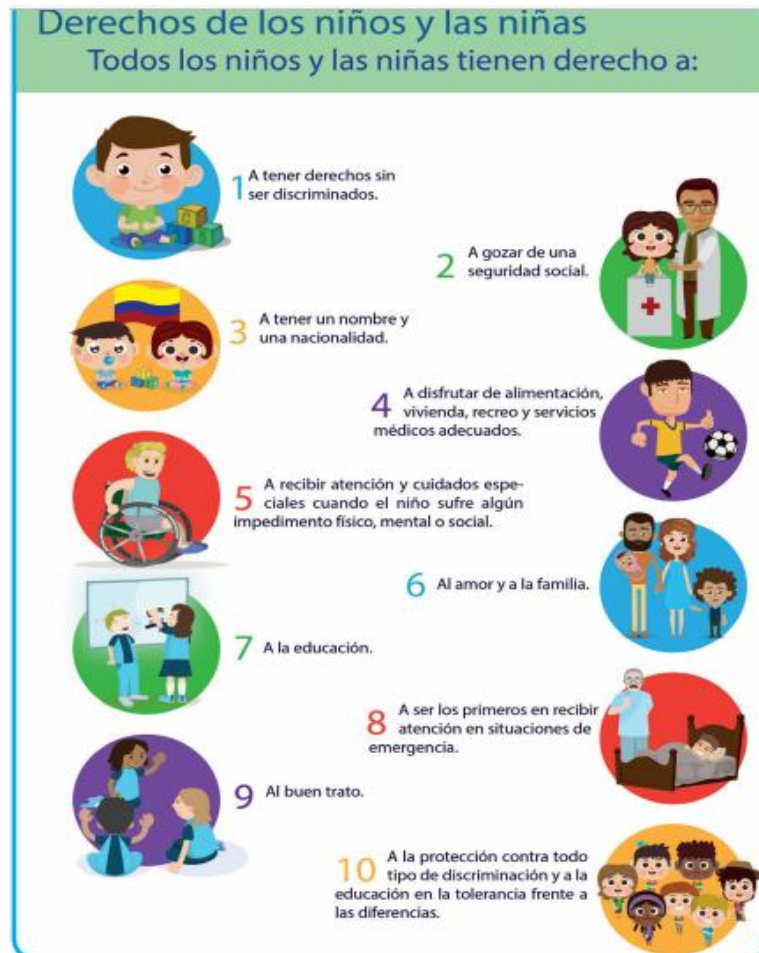 Derechos de los niños y las niñas
Todos los niños y las niñas tienen derecho a:
1 A tener derechos sin
ser discriminados.
2 A gozar de una
seguridad social.
3 A tener un nombre y
una nacionalidad.
4 A disfrutar de alimentación,
vivienda, recreo y servicios
médicos adecuados.
5 A recibir atención y cuidados espe-
ciales cuando el niño sufre algún
impedimento físico, mental o social.
6 Al amor y a la familia.
7 A la educación.
8 A ser los primeros en recibir
atención en situaciones de
emergencia.
9 Al buen trato.
10 A la protección contra todo
tipo de discriminación y a la
educación en la tolerancia frente a
las diferencias.